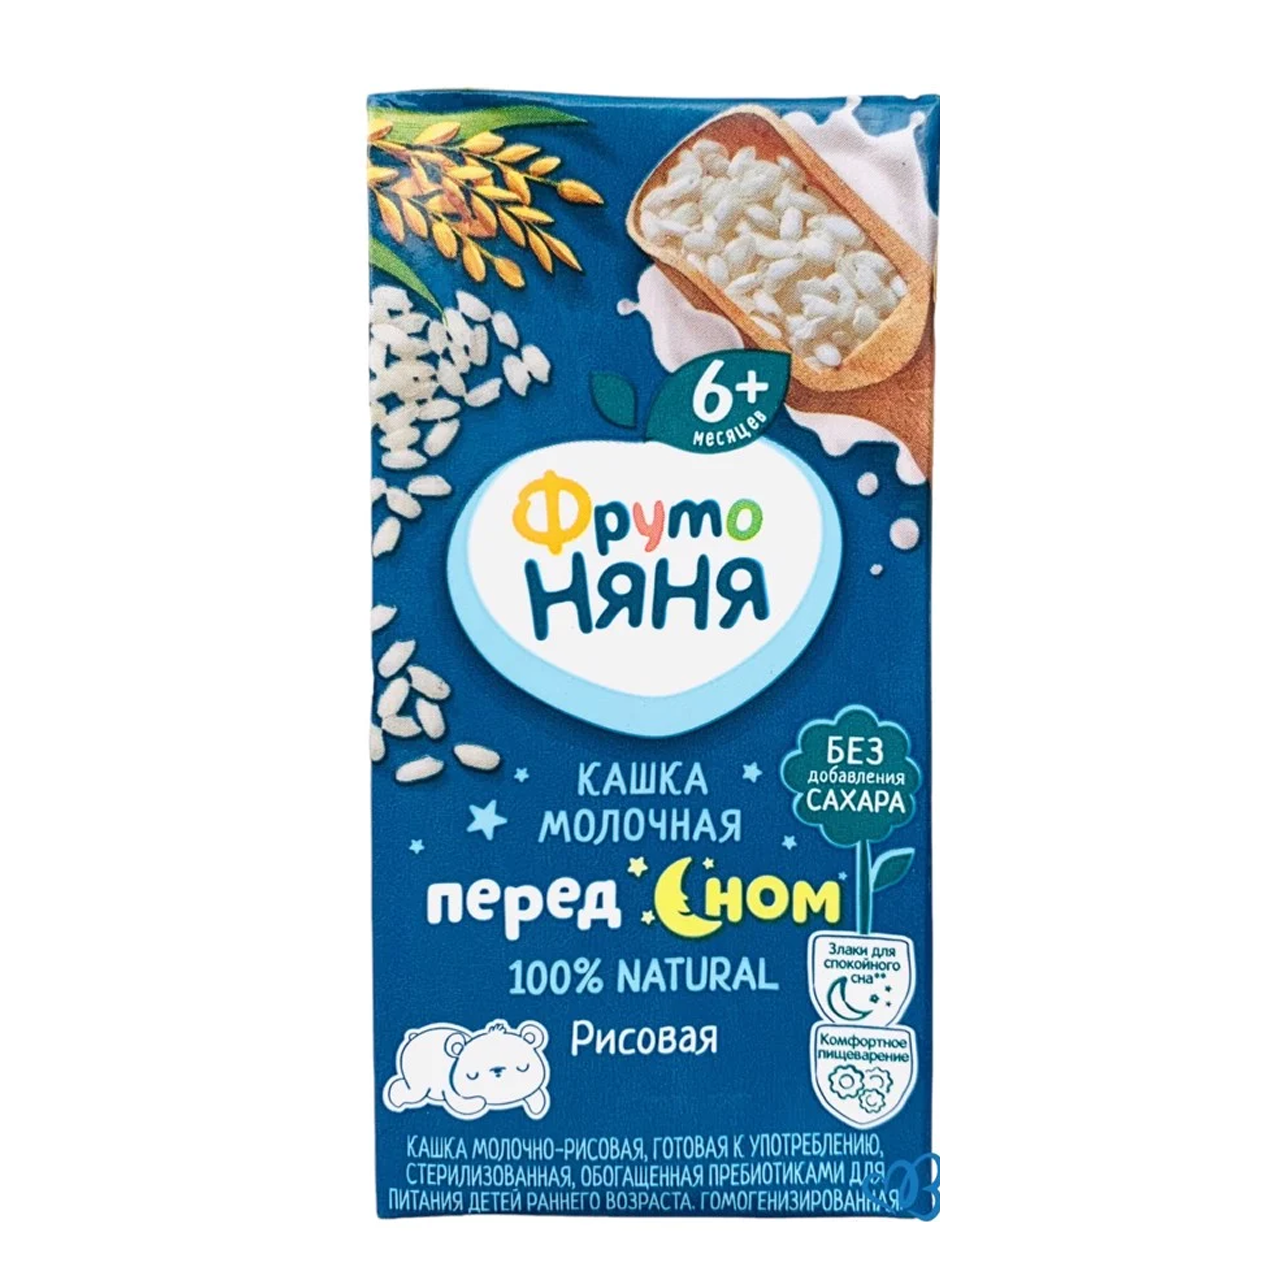 6+
месяцев
Фруто
НЯНЯ
БЕЗ
добавления
САХАРА
КАШКА
МОЛОЧНАЯ
перед сном
100% NATURAL
Рисовая
Злаки для
спокойного
сна**
Комфортное
пищеварение
КАШКА МОЛОЧНО-РИСОВАЯ, ГОТОВАЯ К УПОТРЕБЛЕНИЮ,
СТЕРИЛИЗОВАННАЯ, ОБОГАЩЕННАЯ ПРЕБИОТИКАМИ ДЛЯ
ПИТАНИЯ ДЕТЕЙ РАННЕГО ВОЗРАСТА. ГОМОГЕНИЗИРОВАННАЯ.